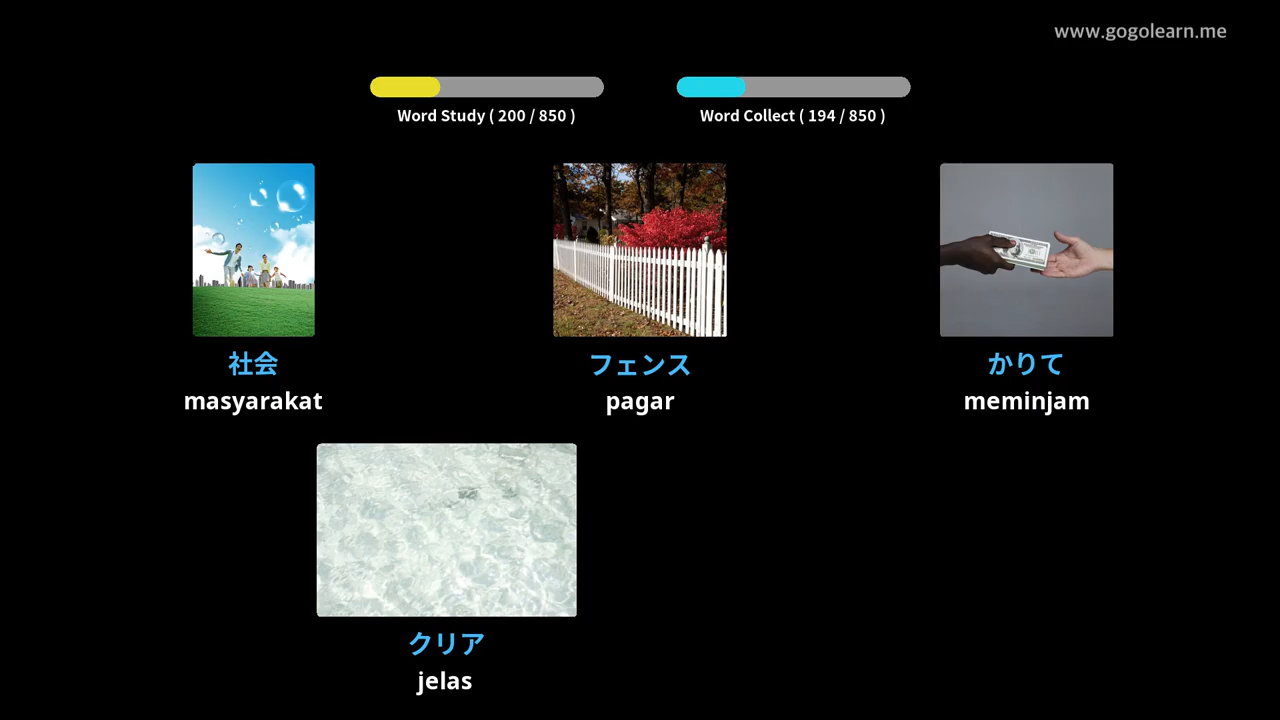 www.gogolearn.me
Word Study ( 200 / 850 )
Word Collect ( 194 / 850 )
社会
masyarakat
フェンス
pagar
かりて
meminjam
クリア
jelas